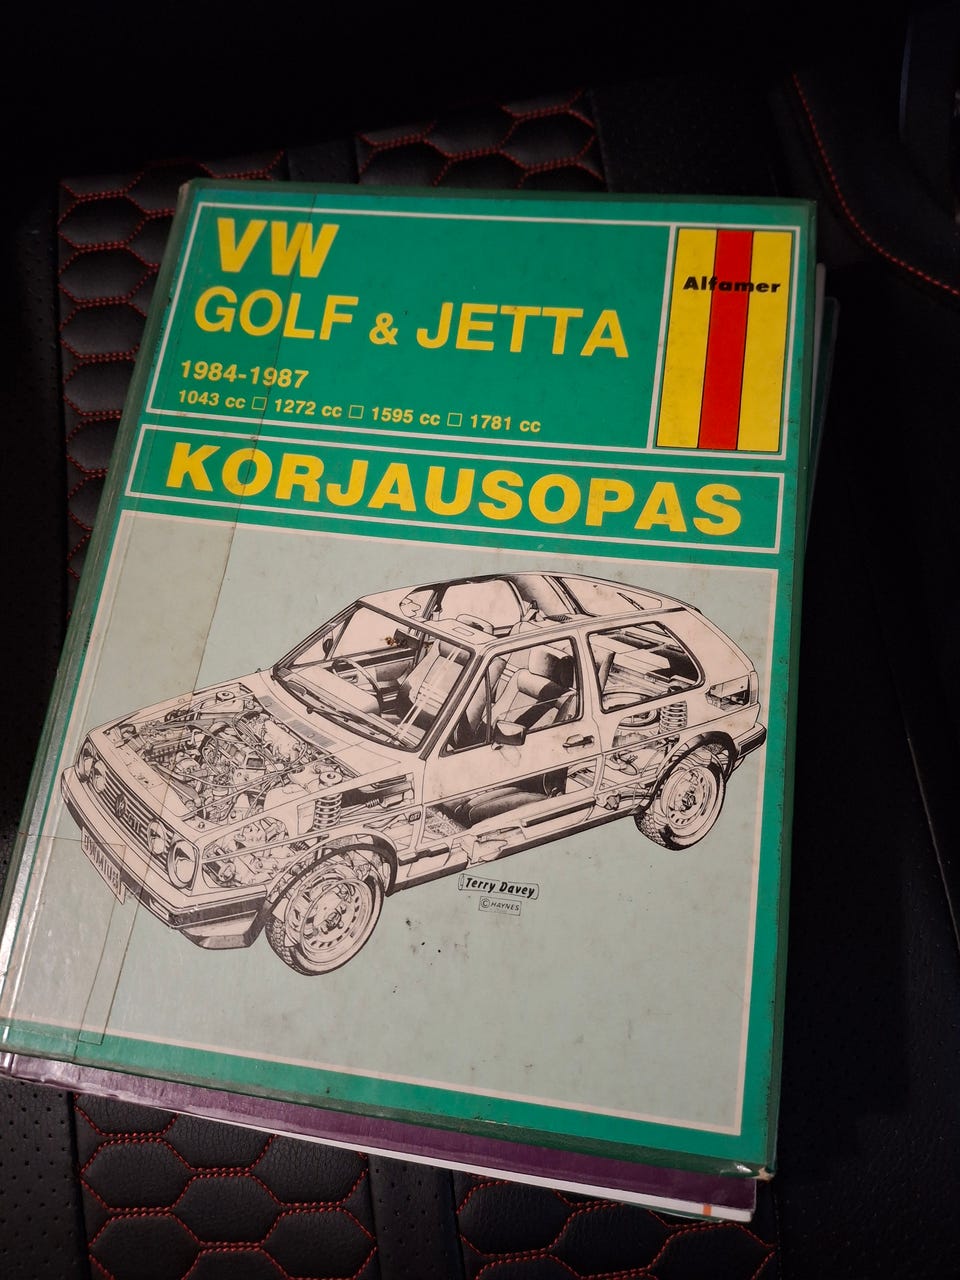 VW
GOLF & JETTA
1984-1987
1043 cc □ 1272 cc □ 1595 cc □ 1781 cc
Alfamer
KORJAUSOPAS
Terry Davey
© HAYNES